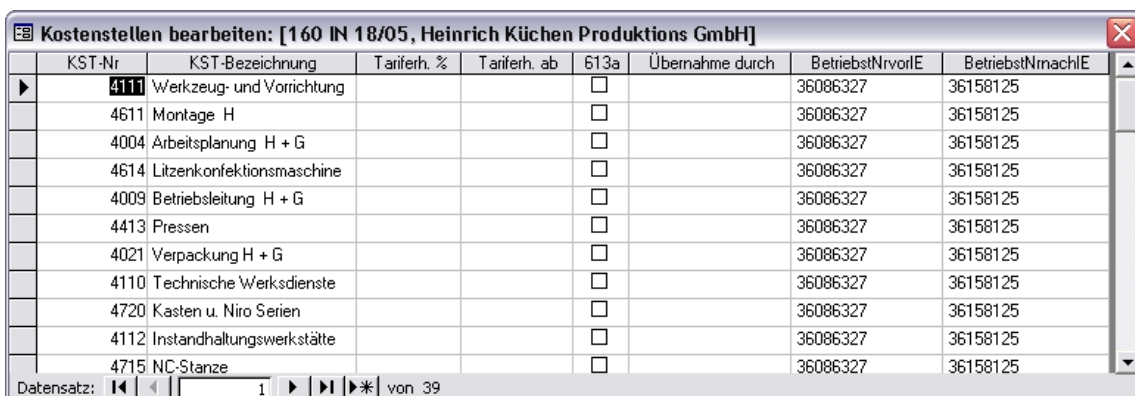 Kostenstellen bearbeiten: [160 IN 18/05, Heinrich Küchen Produktions GmbH]
KST-Nr KST-Bezeichnung Tariferh. % Tariferh. ab 613a Übernahme durch BetriebstNrvorIE BetriebstNrnachIE
4111 Werkzeug- und Vorrichtung 36086327 36158125
4611 Montage H 36086327 36158125
4004 Arbeitsplanung H + G 36086327 36158125
4614 Litzenkonfektionsmaschine 36086327 36158125
4009 Betriebsleitung H + G 36086327 36158125
4413 Pressen 36086327 36158125
4021 Verpackung H + G 36086327 36158125
4110 Technische Werksdienste 36086327 36158125
4720 Kasten u. Niro Serien 36086327 36158125
4112 Instandhaltungswerkstätte 36086327 36158125
4715 NC-Stanze 36086327 36158125
Datensatz: 1 von 39